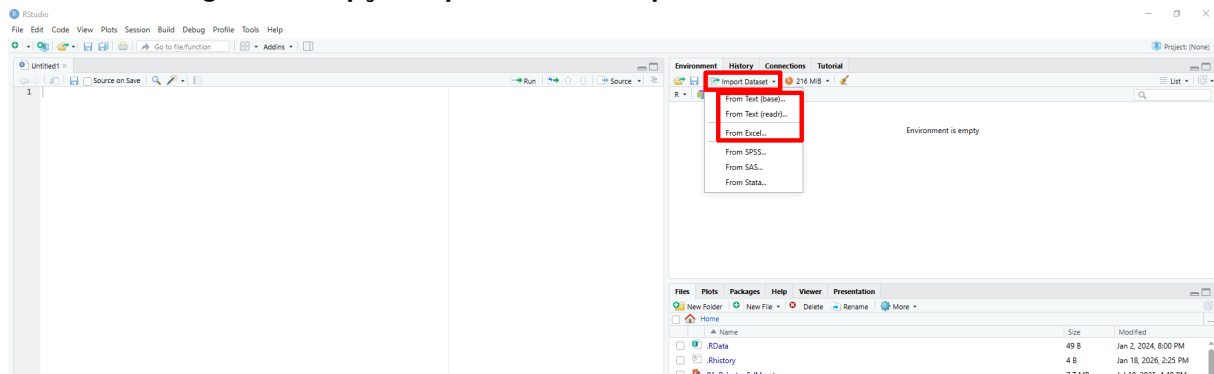 RStudio
File Edit Code View Plots Session Build Debug Profile Tools Help
Go to file/function Addins Project: (None)
Untitled1
Source on Save Run Source
1
Environment History Connections Tutorial
Import Dataset 216 MiB List
R
From Text (base)...
From Text (readr)...
From Excel...
From SPSS...
From SAS...
From Stata...
Environment is empty
Files Plots Packages Help Viewer Presentation
New Folder New File Delete Rename More
Home
Name Size Modified
.RData 49 B Jan 2, 2024, 8:00 PM
.Rhistory 4 B Jan 18, 2026, 2:25 PM